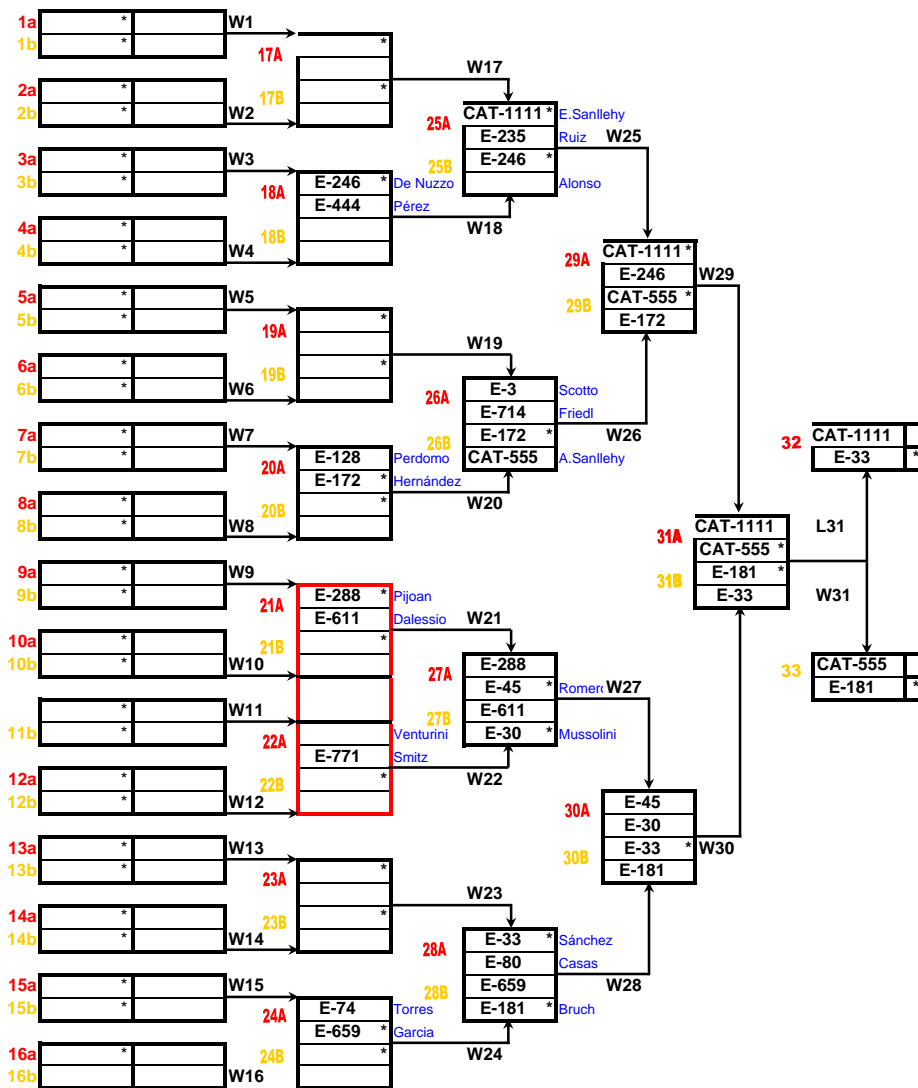 1a * W1
1b *
17A *
17B *
W17
2a *
2b * W2
25A CAT-1111 * E.Sanllehy
E-235 Ruiz W25
25B E-246 *
Alonso
3a * W3
3b *
18A E-246 * De Nuzzo
E-444 Pérez
18B
W18
4a *
4b * W4
29A CAT-1111 *
E-246 W29
29B CAT-555 *
E-172
5a * W5
5b *
19A *
19B *
W19
6a *
6b * W6
26A E-3 Scotto
E-714 Friedl
26B E-172 * W26
CAT-555 A.Sanllehy
7a * W7
7b *
20A E-128 Perdomo
E-172 * Hernández
20B *
W20
8a *
8b * W8
32 CAT-1111
E-33 *
31A CAT-1111 L31
CAT-555 *
31B E-181 * W31
E-33
33 CAT-555
E-181 *
9a * W9
9b *
21A E-288 * Pijoan
E-611 Dalessio W21
21B *
10a *
10b * W10
27A E-288
E-45 * Romero W27
27B E-611
E-30 * Mussolini
* W11
11b *
22A Venturini
E-771 Smitz
22B *
W22
12a *
12b * W12
30A E-45
E-30
30B E-33 * W30
E-181
13a * W13
13b *
23A *
23B *
W23
14a *
14b * W14
28A E-33 * Sánchez
E-80 Casas
28B E-659 W28
E-181 * Bruch
15a * W15
15b *
24A E-74 Torres
E-659 * Garcia
24B *
W24
16a *
16b W16